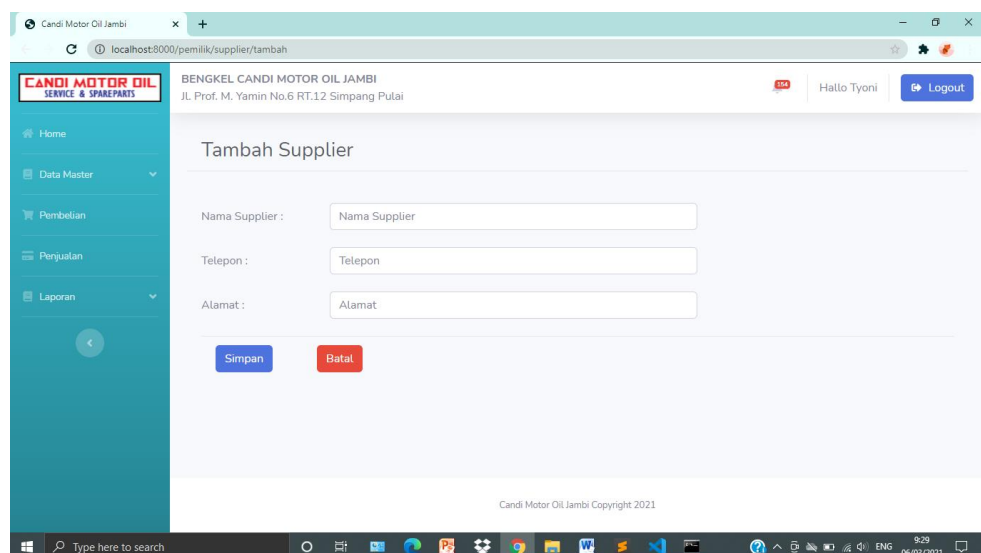 Candi Motor Oil Jambi
localhost:8000/pemilik/supplier/tambah
CANDI MOTOR OIL
SERVICE & SPAREPARTS
BENGKEL CANDI MOTOR OIL JAMBI
JL Prof. M. Yamin No.6 RT.12 Simpang Pulai
154
Hallo Tyoni
Logout
Home
Data Master
Pembelian
Penjualan
Laporan
Tambah Supplier
Nama Supplier :
Nama Supplier
Telepon :
Telepon
Alamat :
Alamat
Simpan
Batal
Candi Motor Oil Jambi Copyright 2021
Type here to search
ENG
9:29
06/03/2021